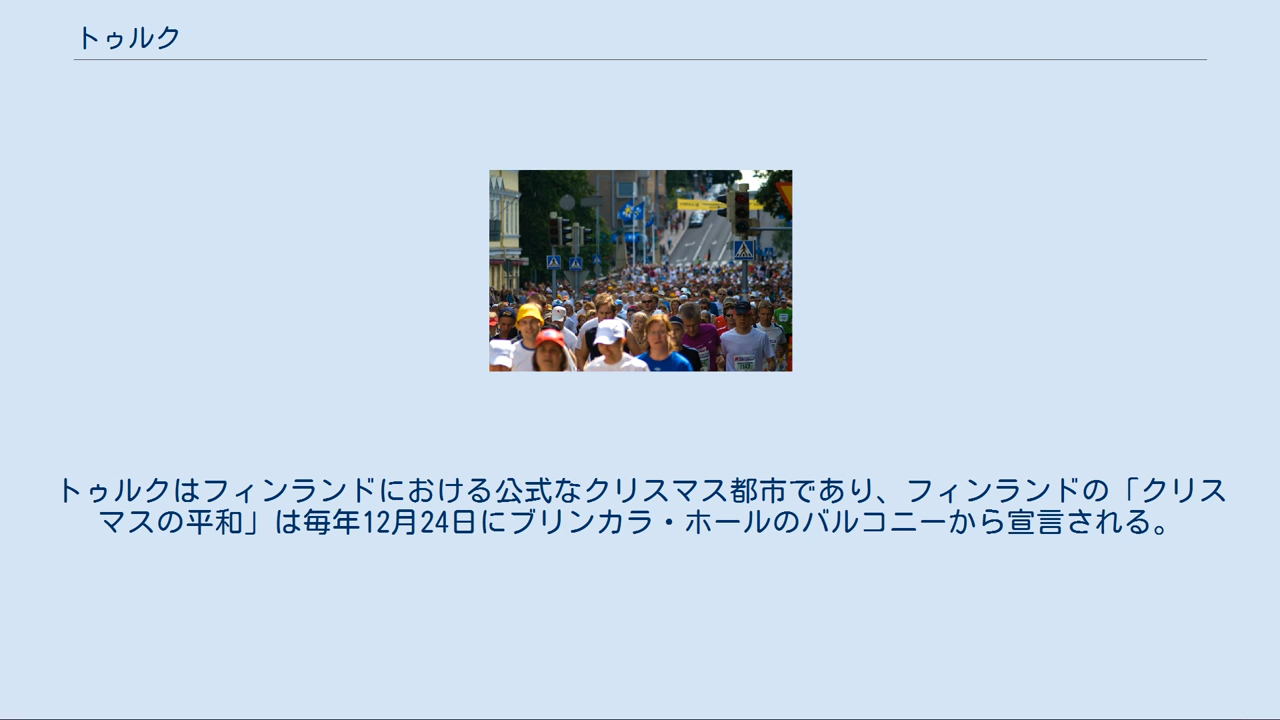 トゥルク
トゥルクはフィンランドにおける公式なクリスマス都市であり、フィンランドの「クリス
マスの平和」は毎年12月24日にブリンカラ・ホールのバルコニーから宣言される。